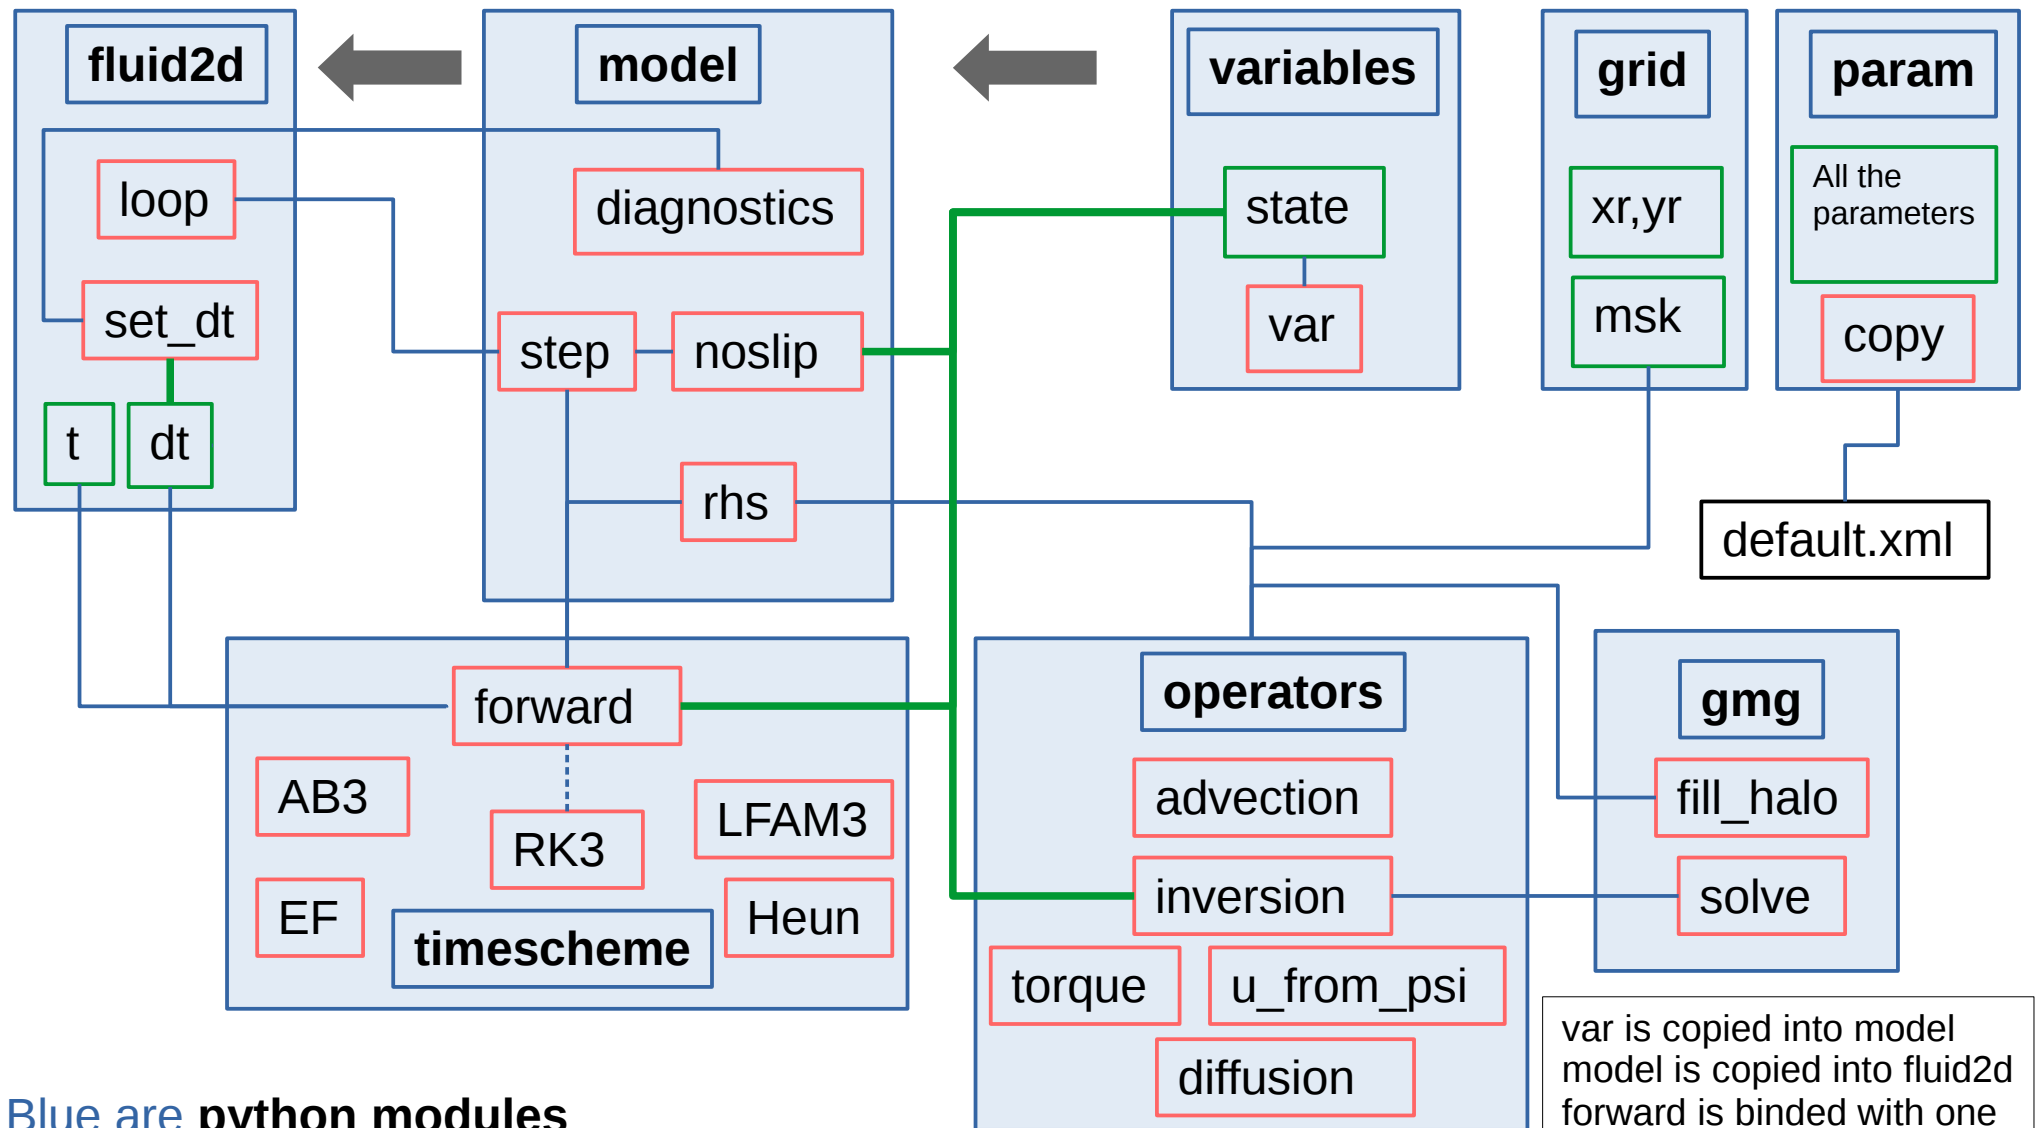 fluid2d
model
variables
grid
param
loop
diagnostics
state
xr,yr
All the
parameters
set_dt
step
noslip
var
msk
copy
t
dt
rhs
default.xml
forward
operators
gmg
AB3
RK3
LFAM3
advection
fill_halo
EF
timescheme
Heun
inversion
solve
torque
u_from_psi
diffusion
var is copied into model
model is copied into fluid2d
forward is binded with one
Blue are python modules